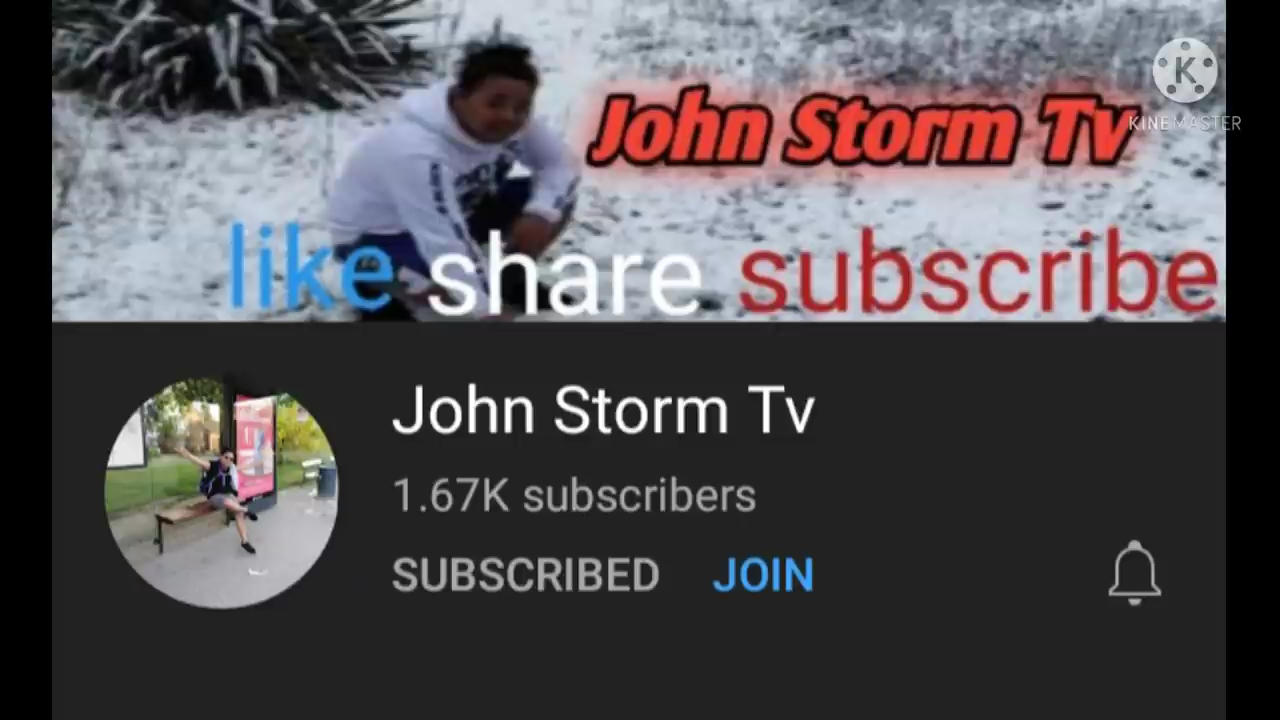 K
KINEMASTER
John Storm Tv
like share subscribe
John Storm Tv
1.67K subscribers
SUBSCRIBED JOIN